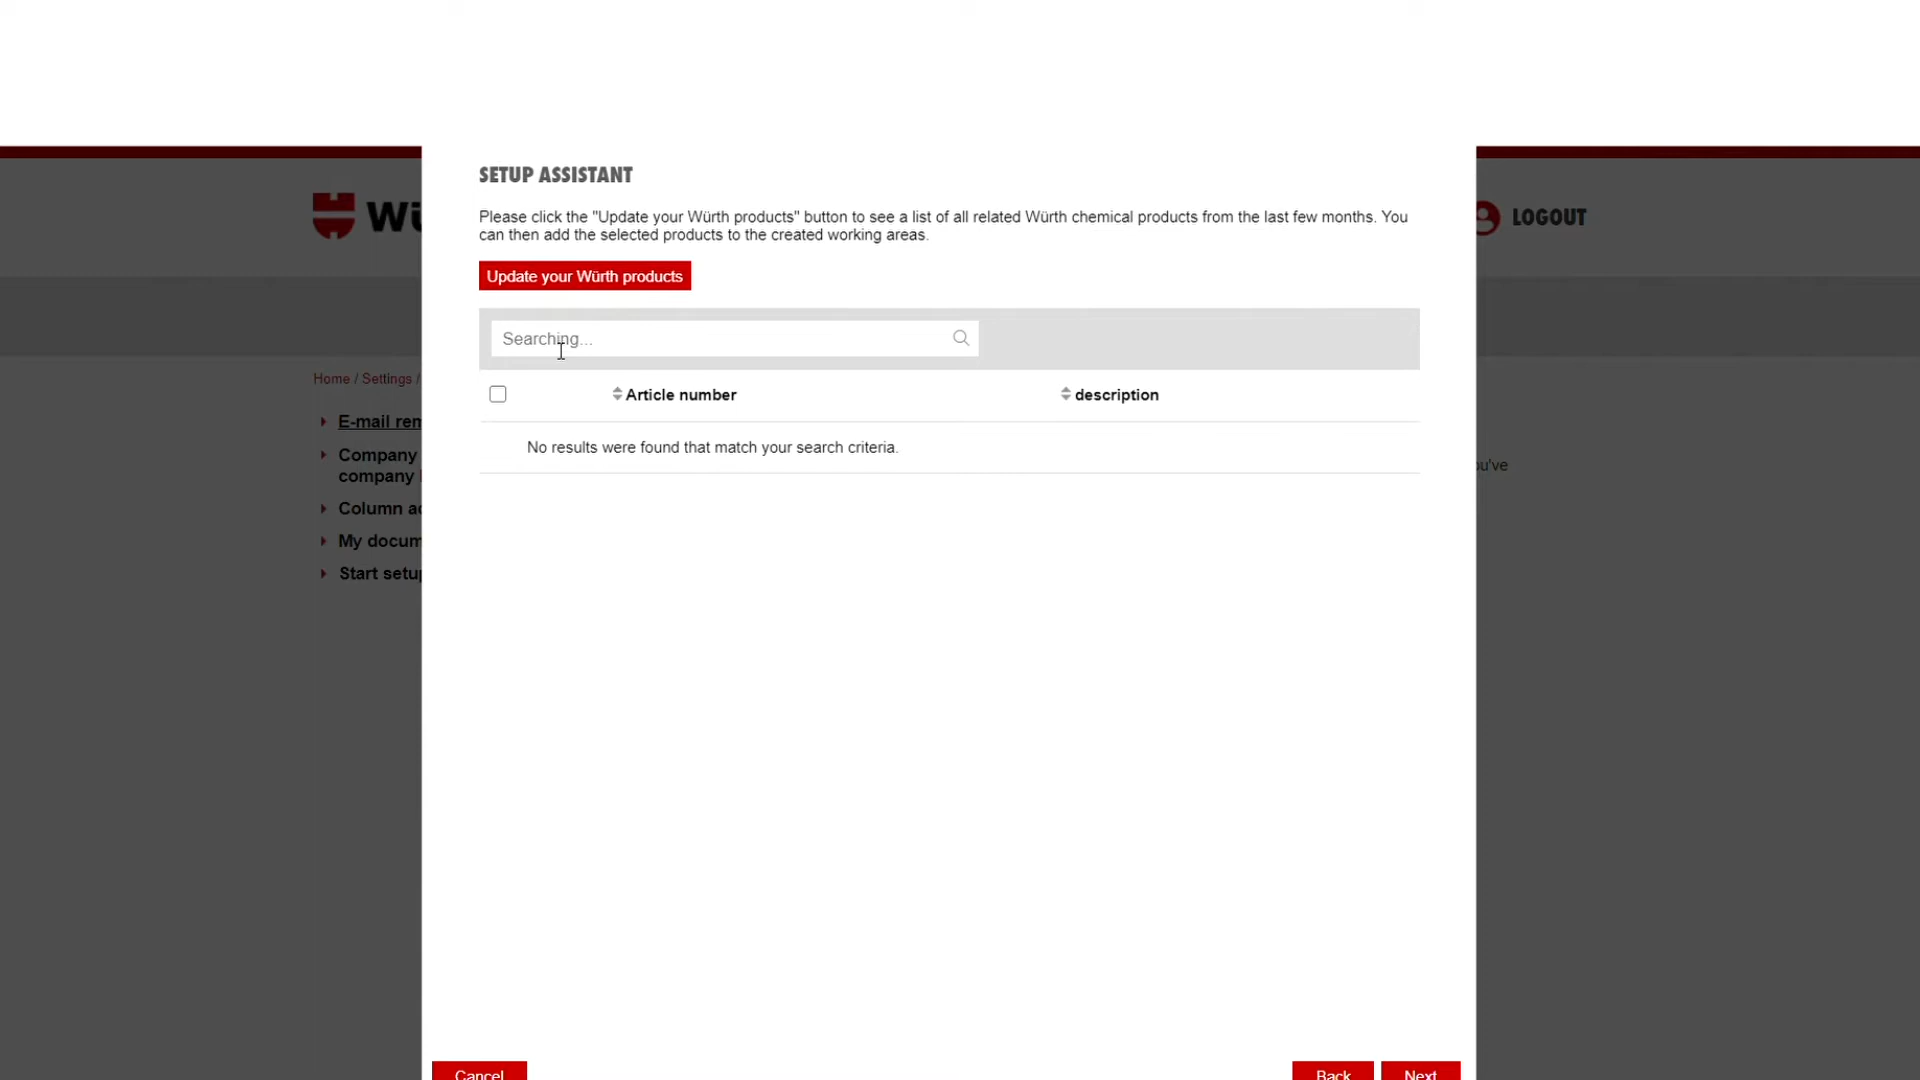 SETUP ASSISTANT
Please click the "Update your Würth products" button to see a list of all related Würth chemical products from the last few months. You
can then add the selected products to the created working areas.
LOGOUT
Update your Würth products
Searching...
Home / Settings /
Article number
description
E-mail
No results were found that match your search criteria.
Company
company
ou've
Column
My
Start
Cancel
Back
Next